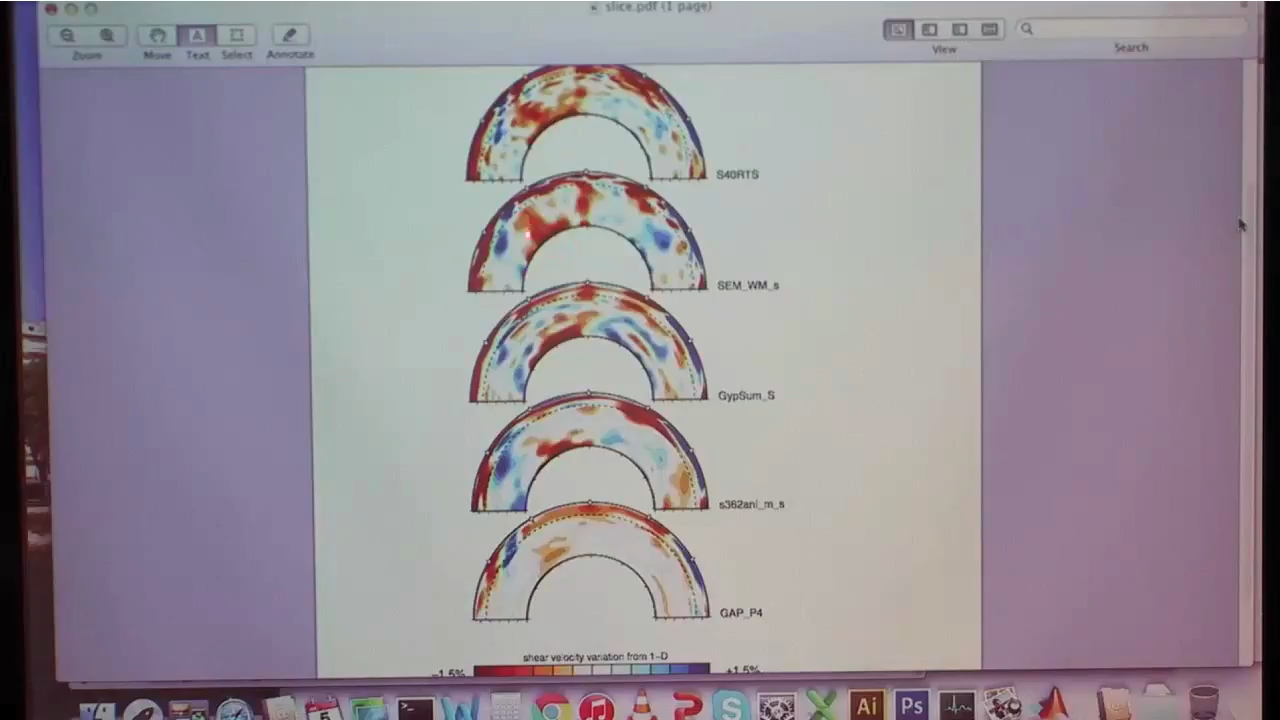 slice.pdf (1 page)
Zoom
Move
Text
Select
Annotate
View
Search
S40RTS
SEM_WM_s
GypSum_S
s362ani_m_s
GAP_P4
shear velocity variation from 1-D
−1.5%
+1.5%
5
W
S
Ai
Ps